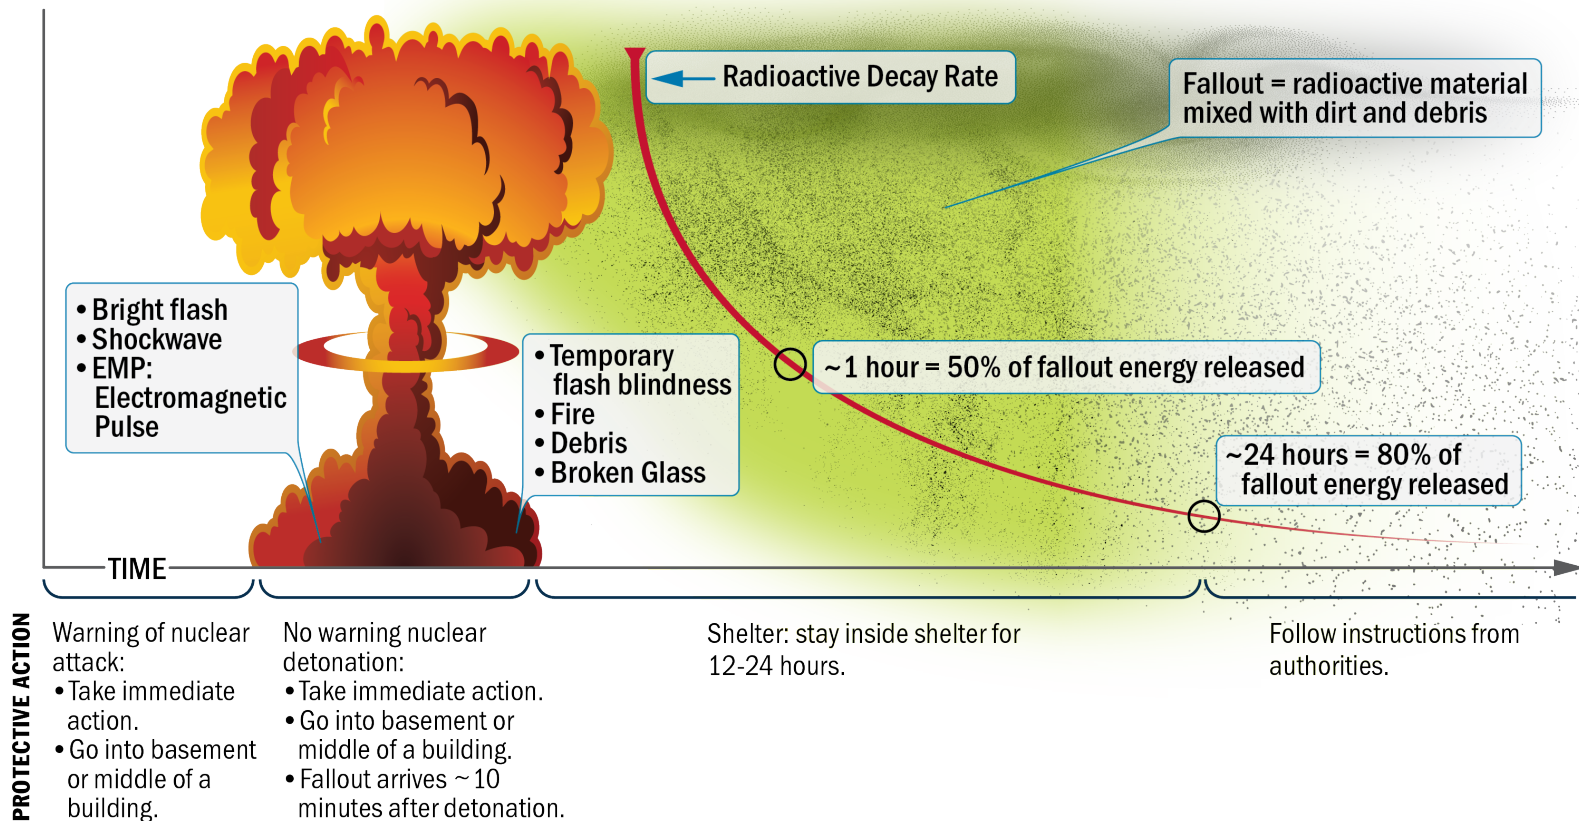 Radioactive Decay Rate
Fallout = radioactive material
mixed with dirt and debris
• Bright flash
• Shockwave
• EMP:
Electromagnetic
Pulse
• Temporary
flash blindness
• Fire
• Debris
• Broken Glass
~1 hour = 50% of fallout energy released
~24 hours = 80% of
fallout energy released
TIME
PROTECTIVE ACTION
Warning of nuclear
attack:
• Take immediate
action.
• Go into basement
or middle of a
building.
No warning nuclear
detonation:
• Take immediate action.
• Go into basement or
middle of a building.
• Fallout arrives ~10
minutes after detonation.
Shelter: stay inside shelter for
12-24 hours.
Follow instructions from
authorities.